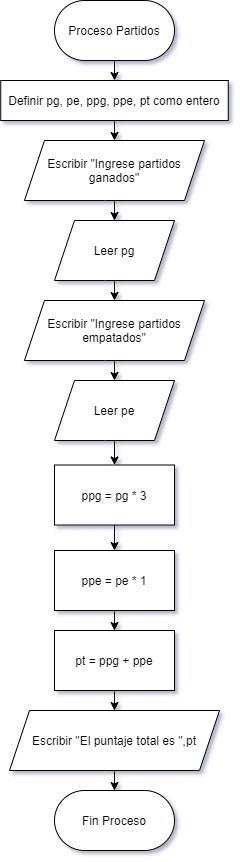 Proceso Partidos
Definir pg, pe, ppg, ppe, pt como entero
Escribir "Ingrese partidos
ganados"
Leer pg
Escribir "Ingrese partidos
empatados"
Leer pe
ppg = pg * 3
ppe = pe * 1
pt = ppg + ppe
Escribir "El puntaje total es ",pt
Fin Proceso